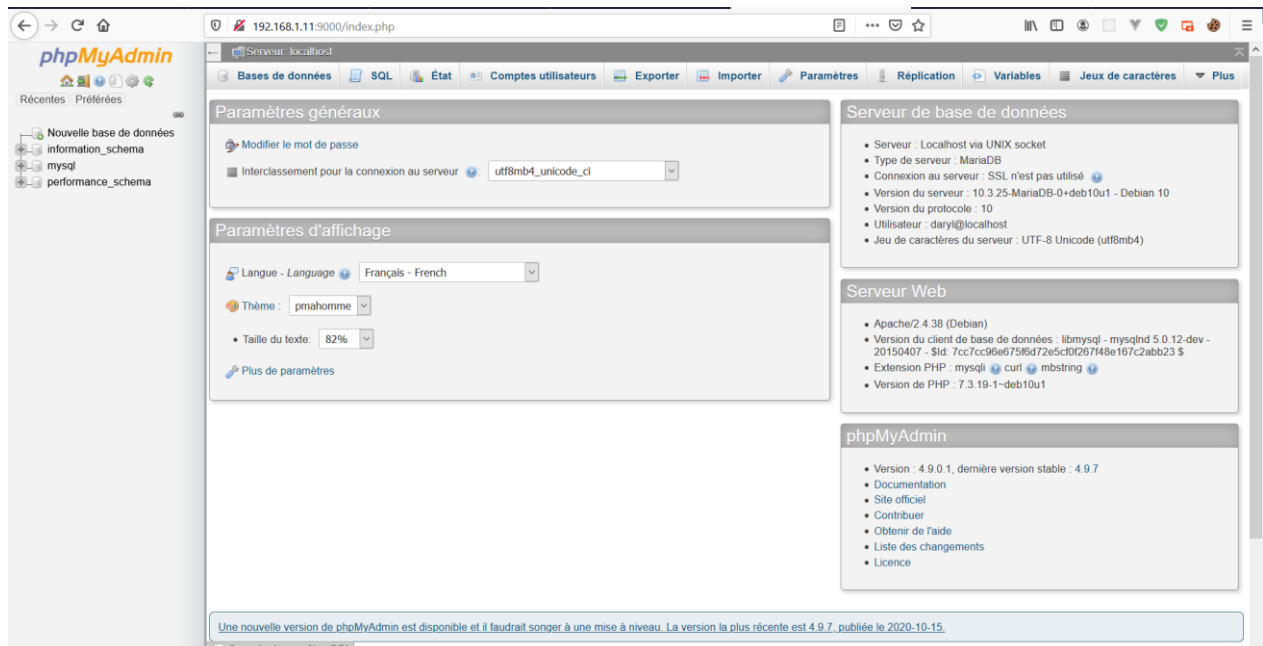 192.168.1.11:9000/index.php
phpMyAdmin
Récentes Préférées
Nouvelle base de données
information_schema
mysql
performance_schema
Serveur: localhost
Bases de données SQL État Comptes utilisateurs Exporter Importer Paramètres Réplication Variables Jeux de caractères Plus
Paramètres généraux
Modifier le mot de passe
Interclassement pour la connexion au serveur : utf8mb4_unicode_ci
Paramètres d'affichage
Langue - Language Français - French
Thème : pmahomme
• Taille du texte: 82%
Plus de paramètres
Serveur de base de données
• Serveur : Localhost via UNIX socket
• Type de serveur : MariaDB
• Connexion au serveur : SSL n'est pas utilisé
• Version du serveur : 10.3.25-MariaDB-0+deb10u1 - Debian 10
• Version du protocole : 10
• Utilisateur : daryl@localhost
• Jeu de caractères du serveur : UTF-8 Unicode (utf8mb4)
Serveur Web
• Apache/2.4.38 (Debian)
• Version du client de base de données : libmysql - mysqlnd 5.0.12-dev -
20150407 - $Id: 7cc7cc96e675f6d72e5cf0f267f48e167c2abb23 $
• Extension PHP : mysqli curl mbstring
• Version de PHP : 7.3.19-1~deb10u1
phpMyAdmin
• Version : 4.9.0.1, dernière version stable : 4.9.7
• Documentation
• Site officiel
• Contribuer
• Obtenir de l'aide
• Liste des changements
• Licence
Une nouvelle version de phpMyAdmin est disponible et il faudrait songer à une mise à niveau. La version la plus récente est 4.9.7, publiée le 2020-10-15.